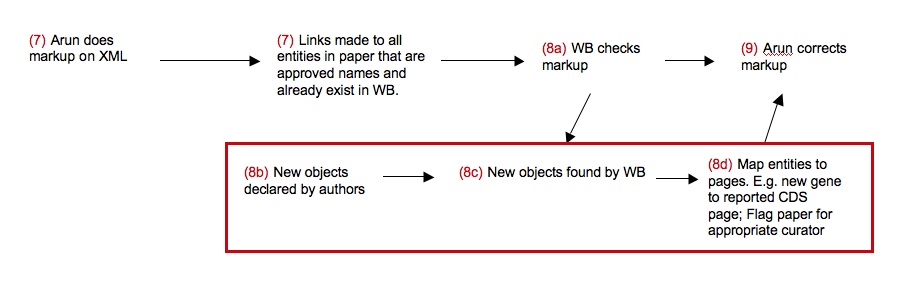 (7) Arun does
markup on XML
(7) Links made to all
entities in paper that are
approved names and
already exist in WB.
(8a) WB checks
markup
(9) Arun corrects
markup
(8b) New objects
declared by authors
(8c) New objects found by WB
(8d) Map entities to
pages. E.g. new gene
to reported CDS
page; Flag paper for
appropriate curator